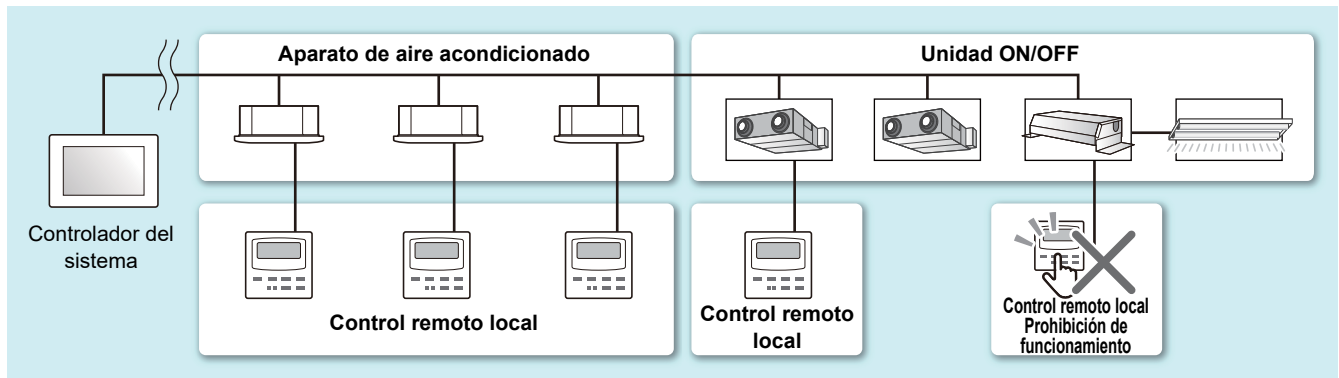 Aparato de aire acondicionado
Unidad ON/OFF
Controlador del
sistema
Control remoto local
Control remoto
local
Control remoto local
Prohibición de
funcionamiento